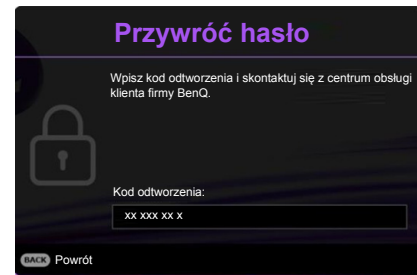 Przywróć hasło
Wpisz kod odtworzenia i skontaktuj się z centrum obsługi
klienta firmy BenQ.
Kod odtworzenia:
xx xxx xx x
BACK Powrót